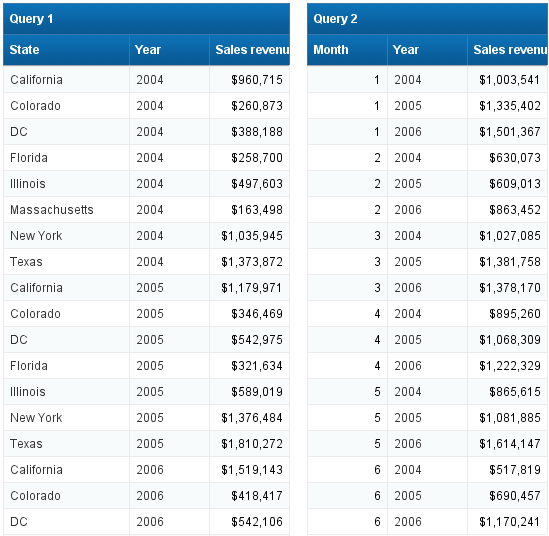 Query 1
State Year Sales revenu
California 2004 $960,715
Colorado 2004 $260,873
DC 2004 $388,188
Florida 2004 $258,700
Illinois 2004 $497,603
Massachusetts 2004 $163,498
New York 2004 $1,035,945
Texas 2004 $1,373,872
California 2005 $1,179,971
Colorado 2005 $346,469
DC 2005 $542,975
Florida 2005 $321,634
Illinois 2005 $589,019
New York 2005 $1,376,484
Texas 2005 $1,810,272
California 2006 $1,519,143
Colorado 2006 $418,417
DC 2006 $542,106
Query 2
Month Year Sales revenu
1 2004 $1,003,541
1 2005 $1,335,402
1 2006 $1,501,367
2 2004 $630,073
2 2005 $609,013
2 2006 $863,452
3 2004 $1,027,085
3 2005 $1,381,758
3 2006 $1,378,170
4 2004 $895,260
4 2005 $1,068,309
4 2006 $1,222,329
5 2004 $865,615
5 2005 $1,081,885
5 2006 $1,614,147
6 2004 $517,819
6 2005 $690,457
6 2006 $1,170,241